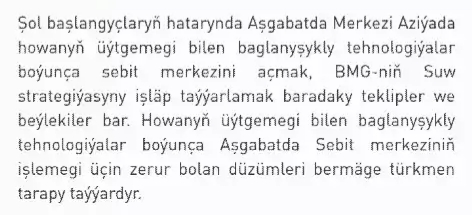 Şol başlangyçlaryň hatarynda Aşgabatda Merkezi Aziýada
howanyň üýtgemegi bilen baglanyşykly tehnologiýalar
boýunça sebit merkezini açmak, BMG-niň Suw
strategiýasyny işläp taýýarlamak baradaky teklipler we
beýlekiler bar. Howanyň üýtgemegi bilen baglanyşykly
tehnologiýalar boýunça Aşgabatda Sebit merkeziniň
işlemegi üçin zerur bolan düzümleri bermäge türkmen
tarapy taýýardyr.